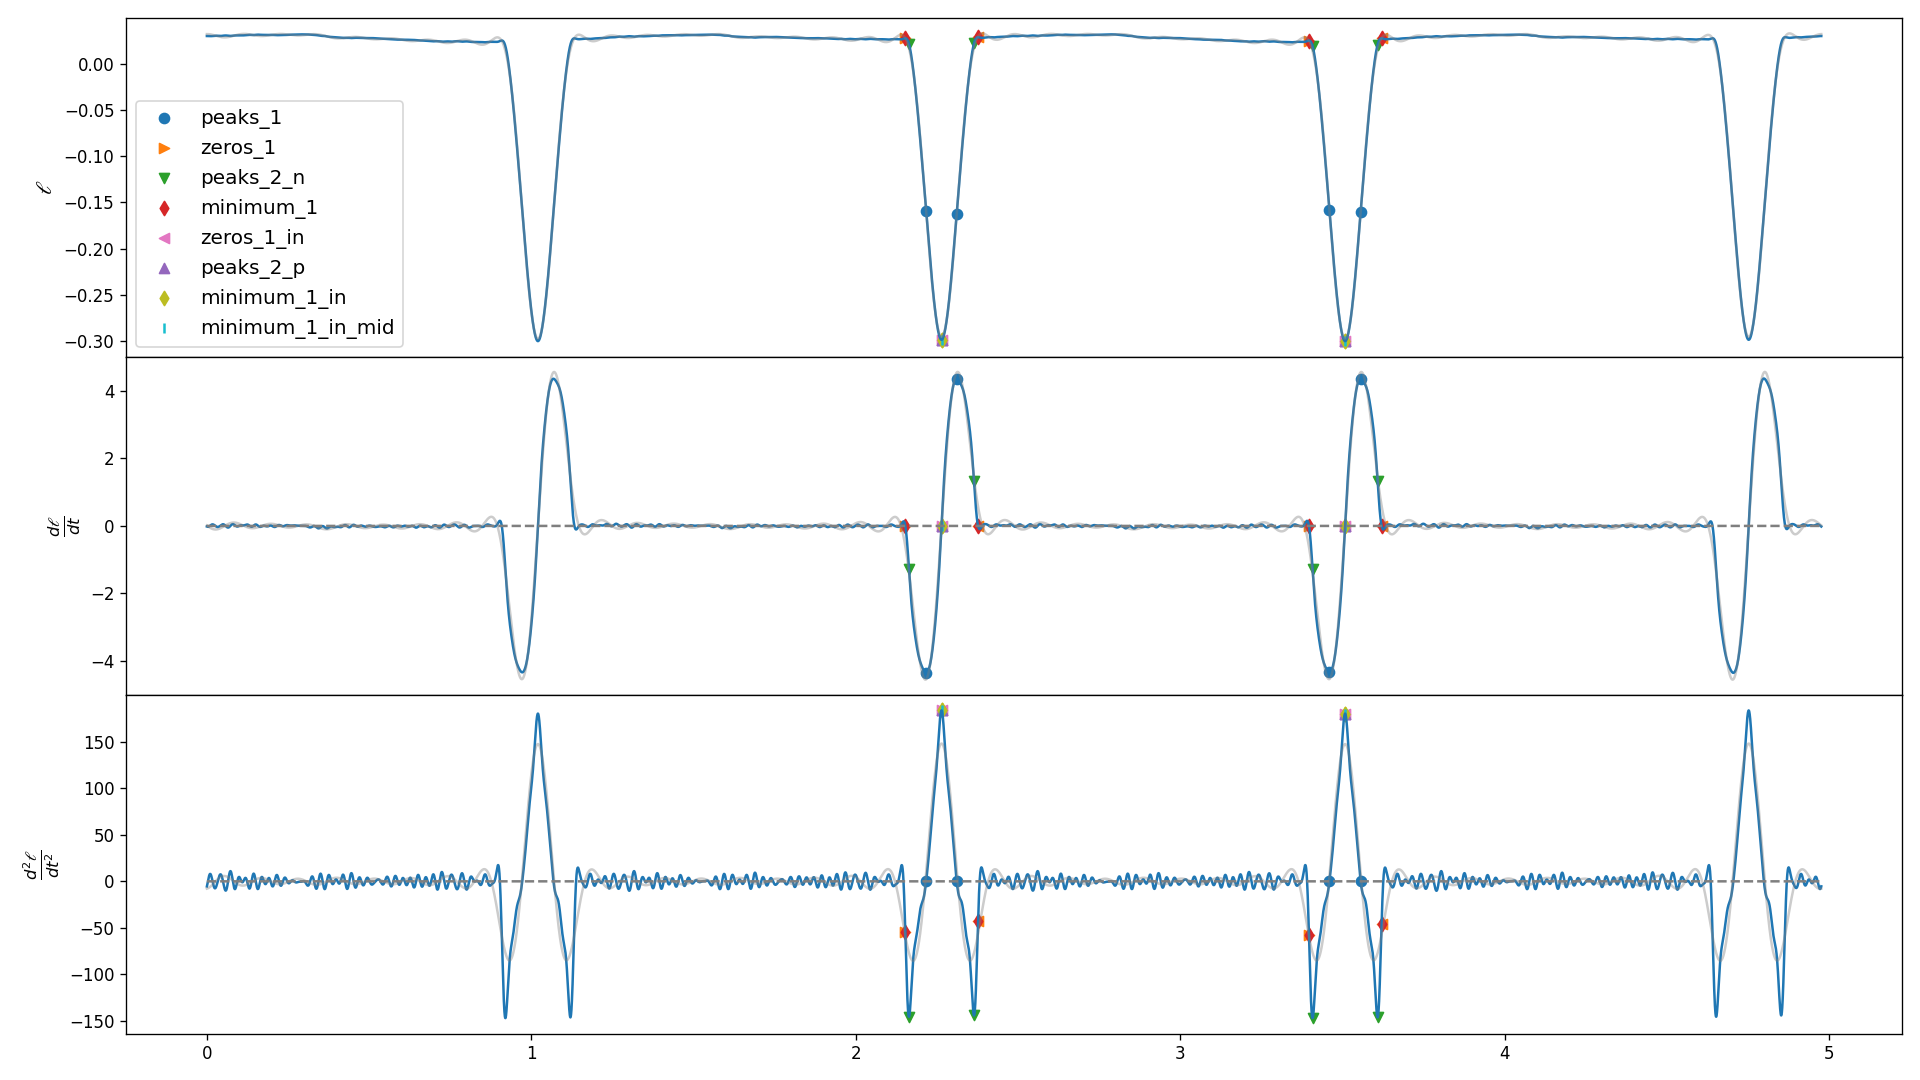 0.00
−0.05
−0.10
−0.15
−0.20
−0.25
−0.30
ℓ
peaks_1
zeros_1
peaks_2_n
minimum_1
zeros_1_in
peaks_2_p
minimum_1_in
minimum_1_in_mid
4
2
0
−2
−4
dℓ
dt
150
100
50
0
−50
−100
−150
d²ℓ
dt²
0 1 2 3 4 5